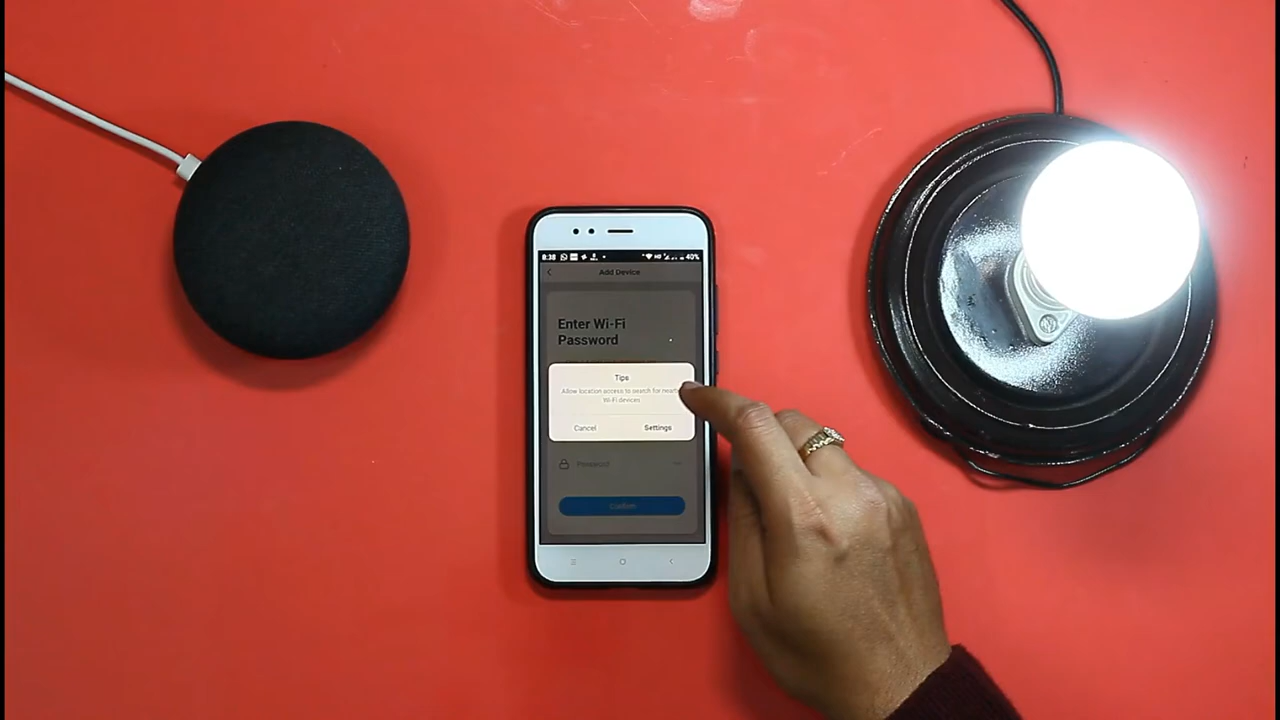 8:38
40%
Add Device
Enter Wi-Fi
Password
Tips
Allow location access to search for
Wi-Fi devices
Cancel
Settings
Password
Confirm